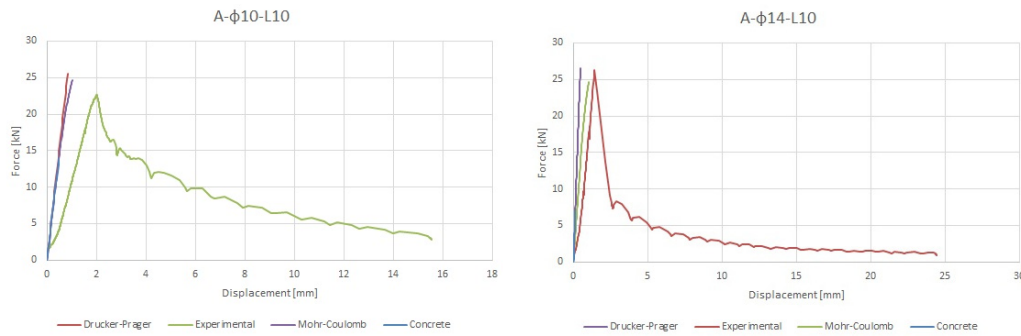 A-ϕ10-L10
30
25
20
15
10
5
0
Force [kN]
0 2 4 6 8 10 12 14 16 18
Displacement [mm]
Drucker-Prager Experimental Mohr-Coulomb Concrete
A-ϕ14-L10
30
25
20
15
10
5
0
Force [kN]
0 5 10 15 20 25 30
Displacement [mm]
Drucker-Prager Experimental Mohr-Coulomb Concrete